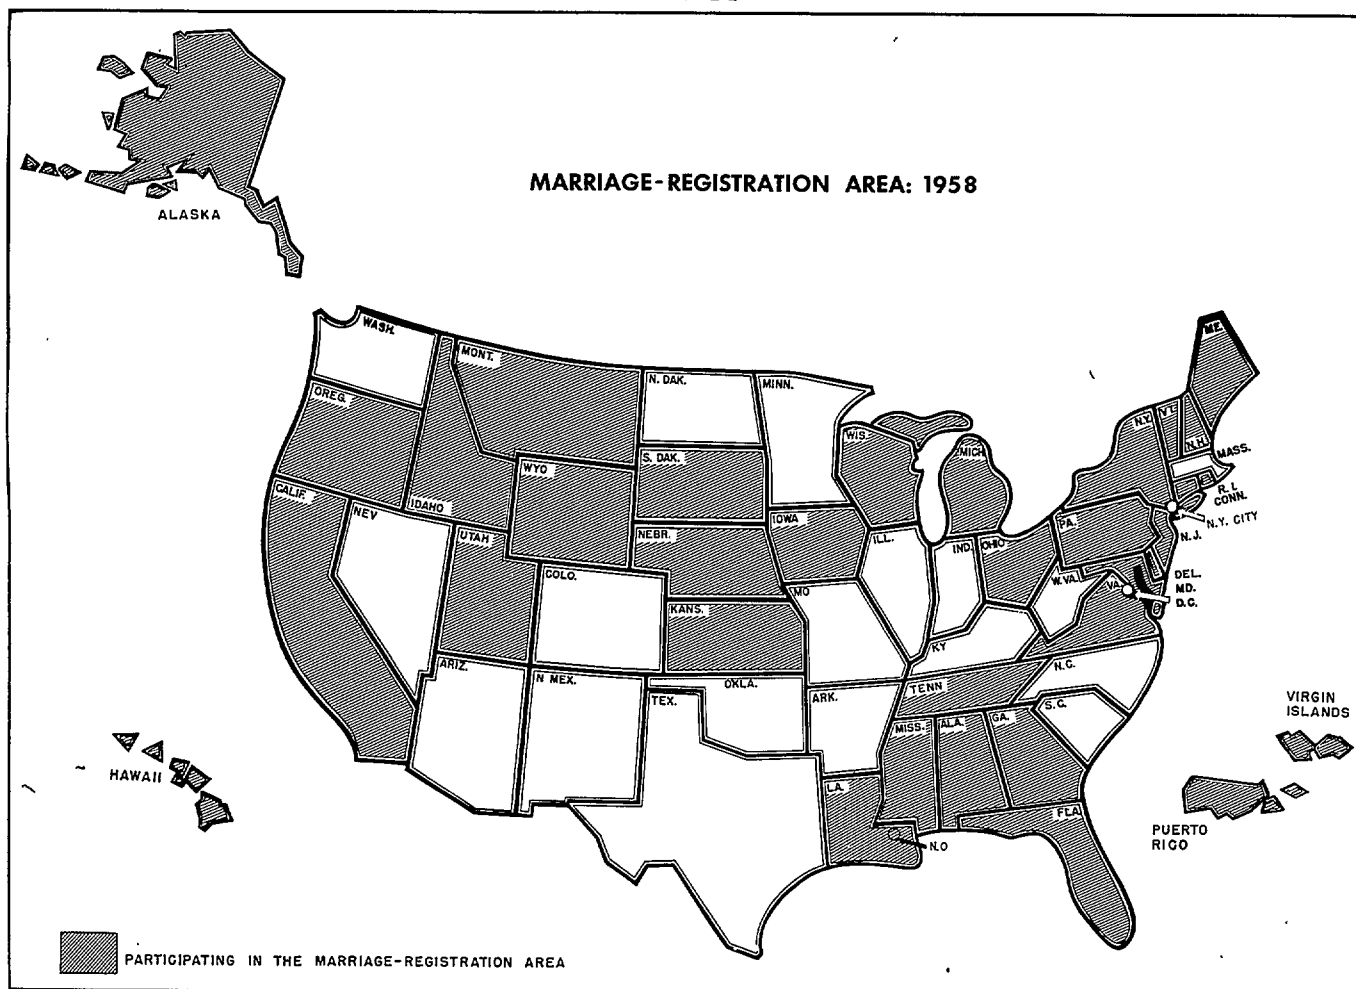 MARRIAGE-REGISTRATION AREA: 1958
ALASKA
WASH.
MONT.
N. DAK.
MINN.
ME.
OREG.
WIS.
MICH.
N.Y.
VT.
N.H.
MASS.
S. DAK.
WYO
CALIF.
IDAHO
R.I.
CONN.
N.Y. CITY
NEV
UTAH
NEBR.
IOWA
ILL.
IND.
OHIO
PA.
N.J.
COLO.
MO
W.VA.
VA.
DEL.
MD.
D.C.
KANS.
KY
ARIZ.
N MEX.
OKLA.
TEX.
ARK.
TENN
N.C.
S.C.
MISS.
ALA.
GA.
VIRGIN
ISLANDS
HAWAII
LA.
FLA
N.O
PUERTO
RICO
PARTICIPATING IN THE MARRIAGE-REGISTRATION AREA